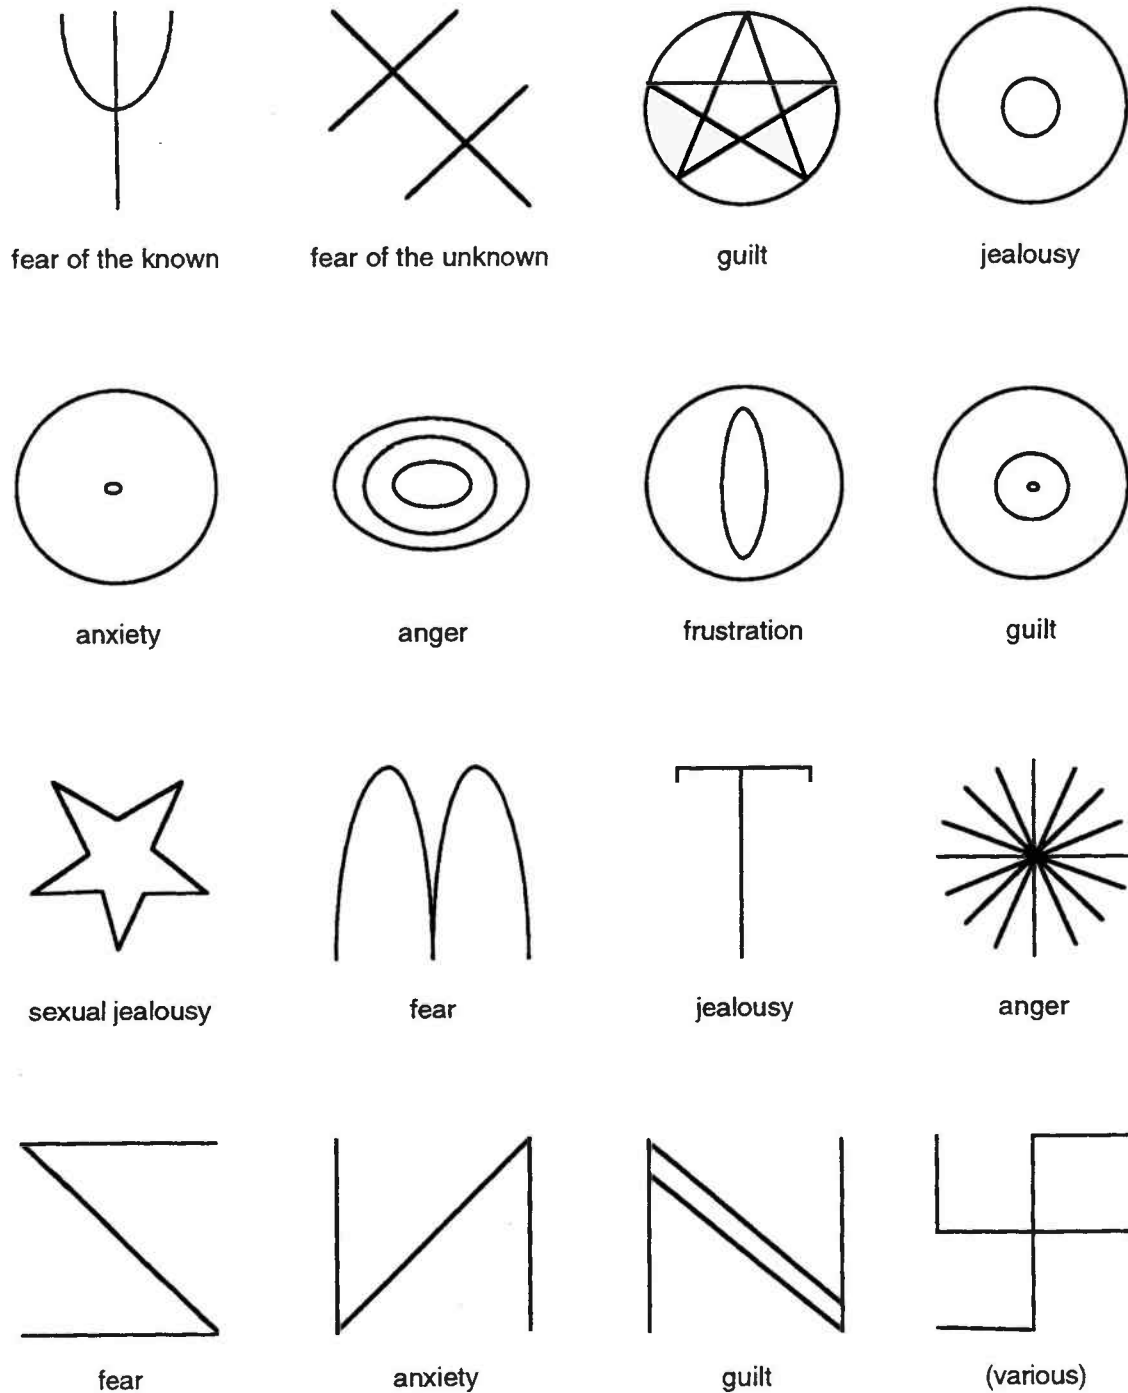 fear of the known
fear of the unknown
guilt
jealousy
anxiety
anger
frustration
guilt
sexual jealousy
fear
jealousy
anger
fear
anxiety
guilt
(various)